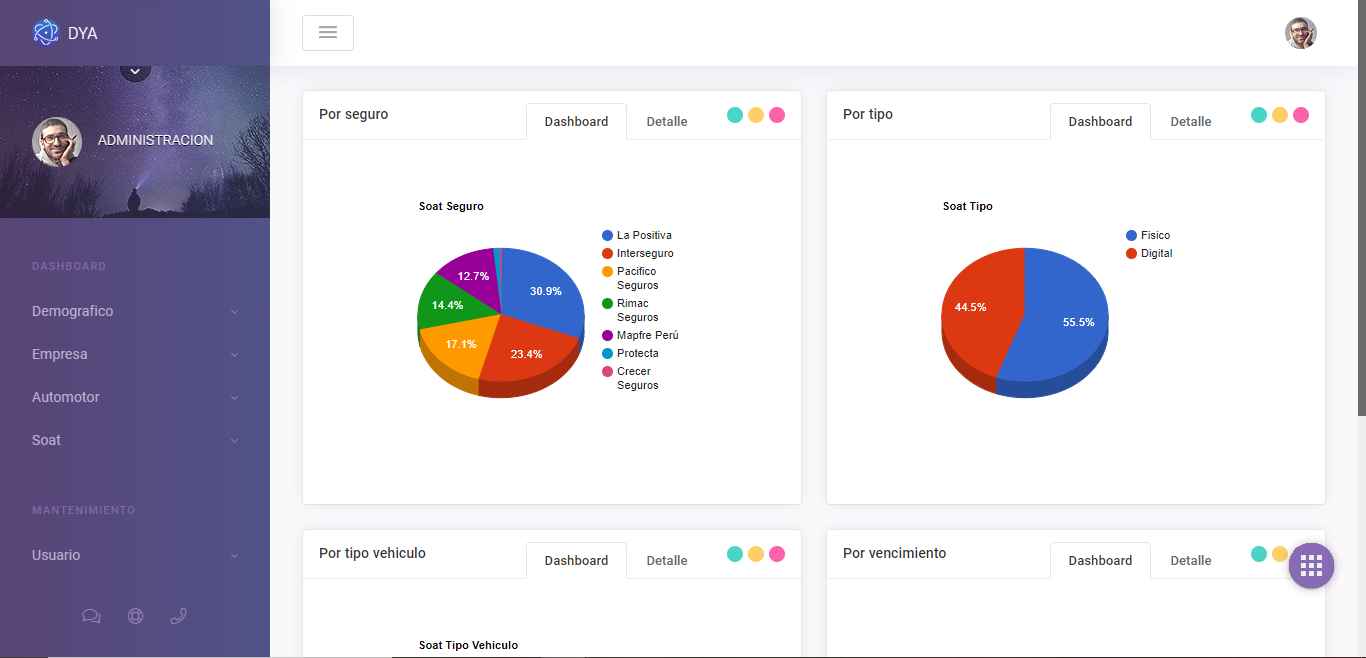 DYA
ADMINISTRACION
DASHBOARD
Demografico
Empresa
Automotor
Soat
MANTENIMIENTO
Usuario
Por seguro
Dashboard
Detalle
Soat Seguro
30.9%
23.4%
17.1%
14.4%
12.7%
La Positiva
Interseguro
Pacifico
Seguros
Rimac
Seguros
Mapfre Perú
Protecta
Crecer
Seguros
Por tipo
Dashboard
Detalle
Soat Tipo
44.5%
55.5%
Fisico
Digital
Por tipo vehiculo
Dashboard
Detalle
Soat Tipo Vehiculo
Por vencimiento
Dashboard
Detalle